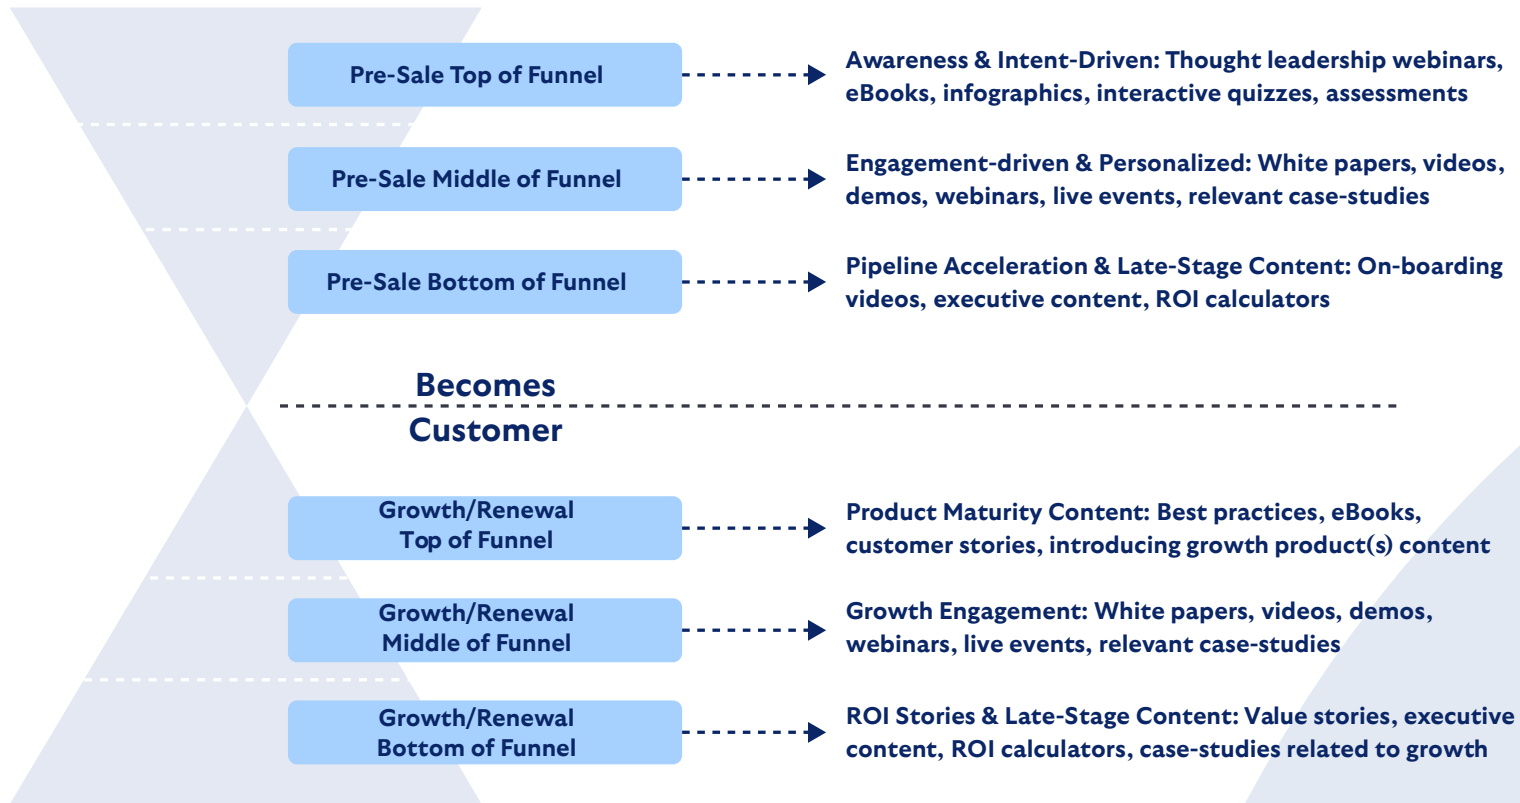 Pre-Sale Top of Funnel
Awareness & Intent-Driven: Thought leadership webinars,
eBooks, infographics, interactive quizzes, assessments
Pre-Sale Middle of Funnel
Engagement-driven & Personalized: White papers, videos,
demos, webinars, live events, relevant case-studies
Pre-Sale Bottom of Funnel
Pipeline Acceleration & Late-Stage Content: On-boarding
videos, executive content, ROI calculators
Becomes
Customer
Growth/Renewal
Top of Funnel
Product Maturity Content: Best practices, eBooks,
customer stories, introducing growth product(s) content
Growth/Renewal
Middle of Funnel
Growth Engagement: White papers, videos, demos,
webinars, live events, relevant case-studies
Growth/Renewal
Bottom of Funnel
ROI Stories & Late-Stage Content: Value stories, executive
content, ROI calculators, case-studies related to growth